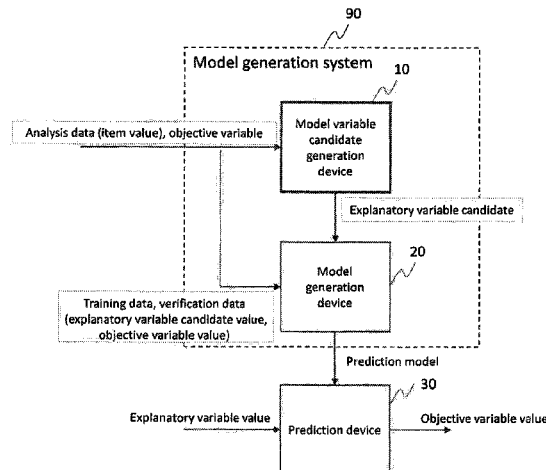 90
Model generation system
10
Analysis data (item value), objective variable
Model variable
candidate
generation
device
Explanatory variable candidate
20
Model
generation
device
Training data, verification data
(explanatory variable candidate value,
objective variable value)
Prediction model
30
Explanatory variable value
Prediction device
Objective variable value